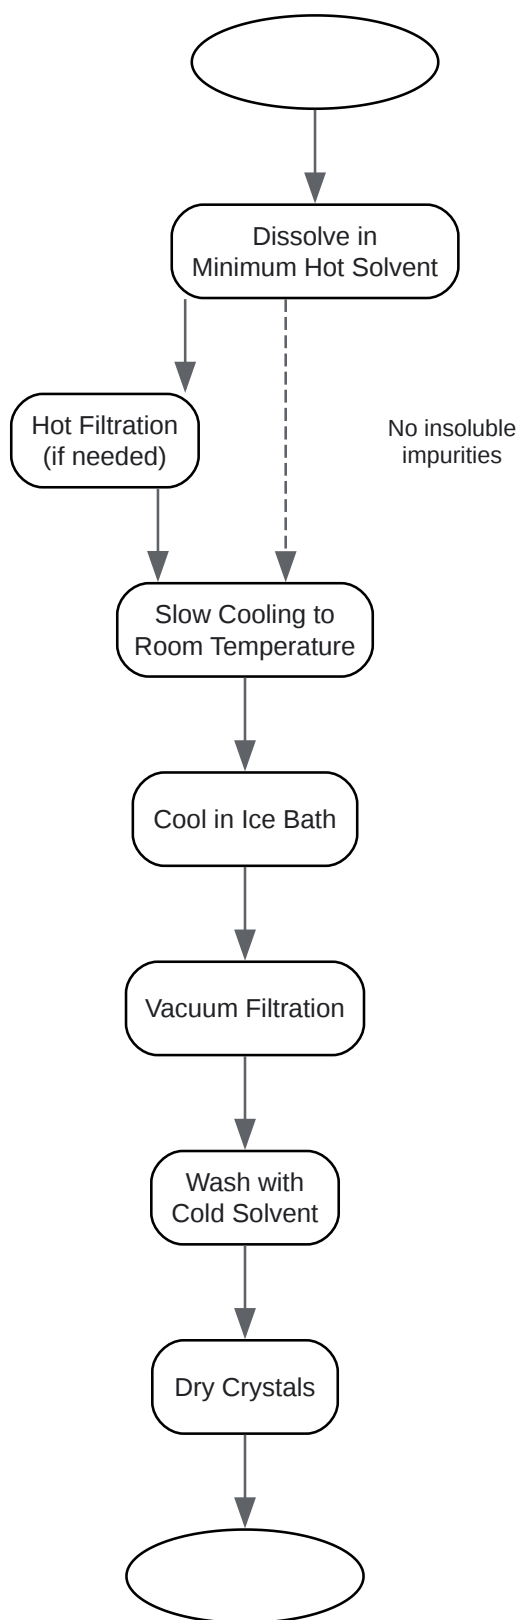 Dissolve in
Minimum Hot Solvent
Hot Filtration
(if needed)
No insoluble
impurities
Slow Cooling to
Room Temperature
Cool in Ice Bath
Vacuum Filtration
Wash with
Cold Solvent
Dry Crystals